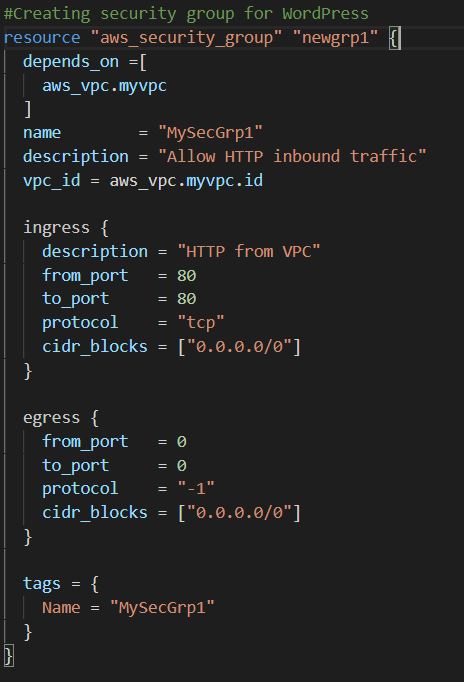 #Creating security group for WordPress
resource "aws_security_group" "newgrp1" {
  depends_on =[
    aws_vpc.myvpc
  ]
  name        = "MySecGrp1"
  description = "Allow HTTP inbound traffic"
  vpc_id = aws_vpc.myvpc.id

  ingress {
    description = "HTTP from VPC"
    from_port   = 80
    to_port     = 80
    protocol    = "tcp"
    cidr_blocks = ["0.0.0.0/0"]
  }

  egress {
    from_port   = 0
    to_port     = 0
    protocol    = "-1"
    cidr_blocks = ["0.0.0.0/0"]
  }

  tags = {
    Name = "MySecGrp1"
  }
}